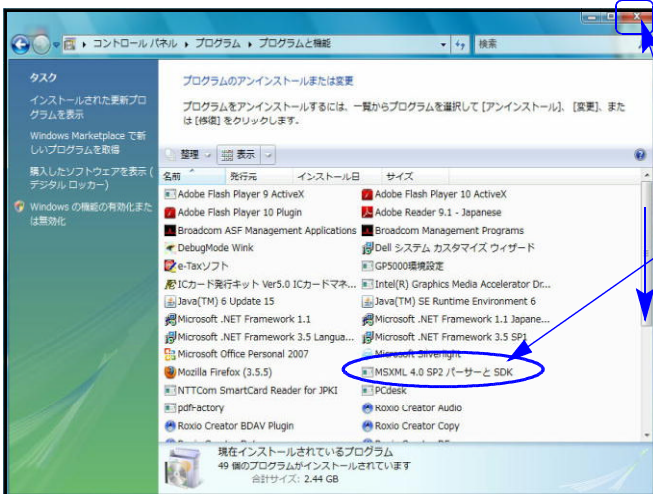 コントロール パネル ▸ プログラム ▸ プログラムと機能
検索
タスク
インストールされた更新プロ
グラムを表示
Windows Marketplace で新
しいプログラムを取得
購入したソフトウェアを表示 (
デジタル ロッカー)
Windows の機能の有効化また
は無効化
プログラムのアンインストールまたは変更
プログラムをアンインストールするには、一覧からプログラムを選択して [アンインストール]、[変更]、また
は [修復] をクリックします。
整理 表示
名前 発行元 インストール日 サイズ
Adobe Flash Player 9 ActiveX Adobe Flash Player 10 ActiveX
Adobe Flash Player 10 Plugin Adobe Reader 9.1 - Japanese
Broadcom ASF Management Applications Broadcom Management Programs
DebugMode Wink Dell システム カスタマイズ ウィザード
e-Taxソフト GP5000環境設定
ICカード発行キット Ver5.0 ICカードマネ... Intel(R) Graphics Media Accelerator Dr...
Java(TM) 6 Update 15 Java(TM) SE Runtime Environment 6
Microsoft .NET Framework 1.1 Microsoft .NET Framework 1.1 Japane...
Microsoft .NET Framework 3.5 Langua... Microsoft .NET Framework 3.5 SP1
Microsoft Office Personal 2007 Microsoft Silverlight
Mozilla Firefox (3.5.5) MSXML 4.0 SP2 パーサーと SDK
NTTCom SmartCard Reader for JPKI PCdesk
pdfFactory Roxio Creator Audio
Roxio Creator BDAV Plugin Roxio Creator Copy
現在インストールされているプログラム
49 個のプログラムがインストールされています
合計サイズ: 2.44 GB